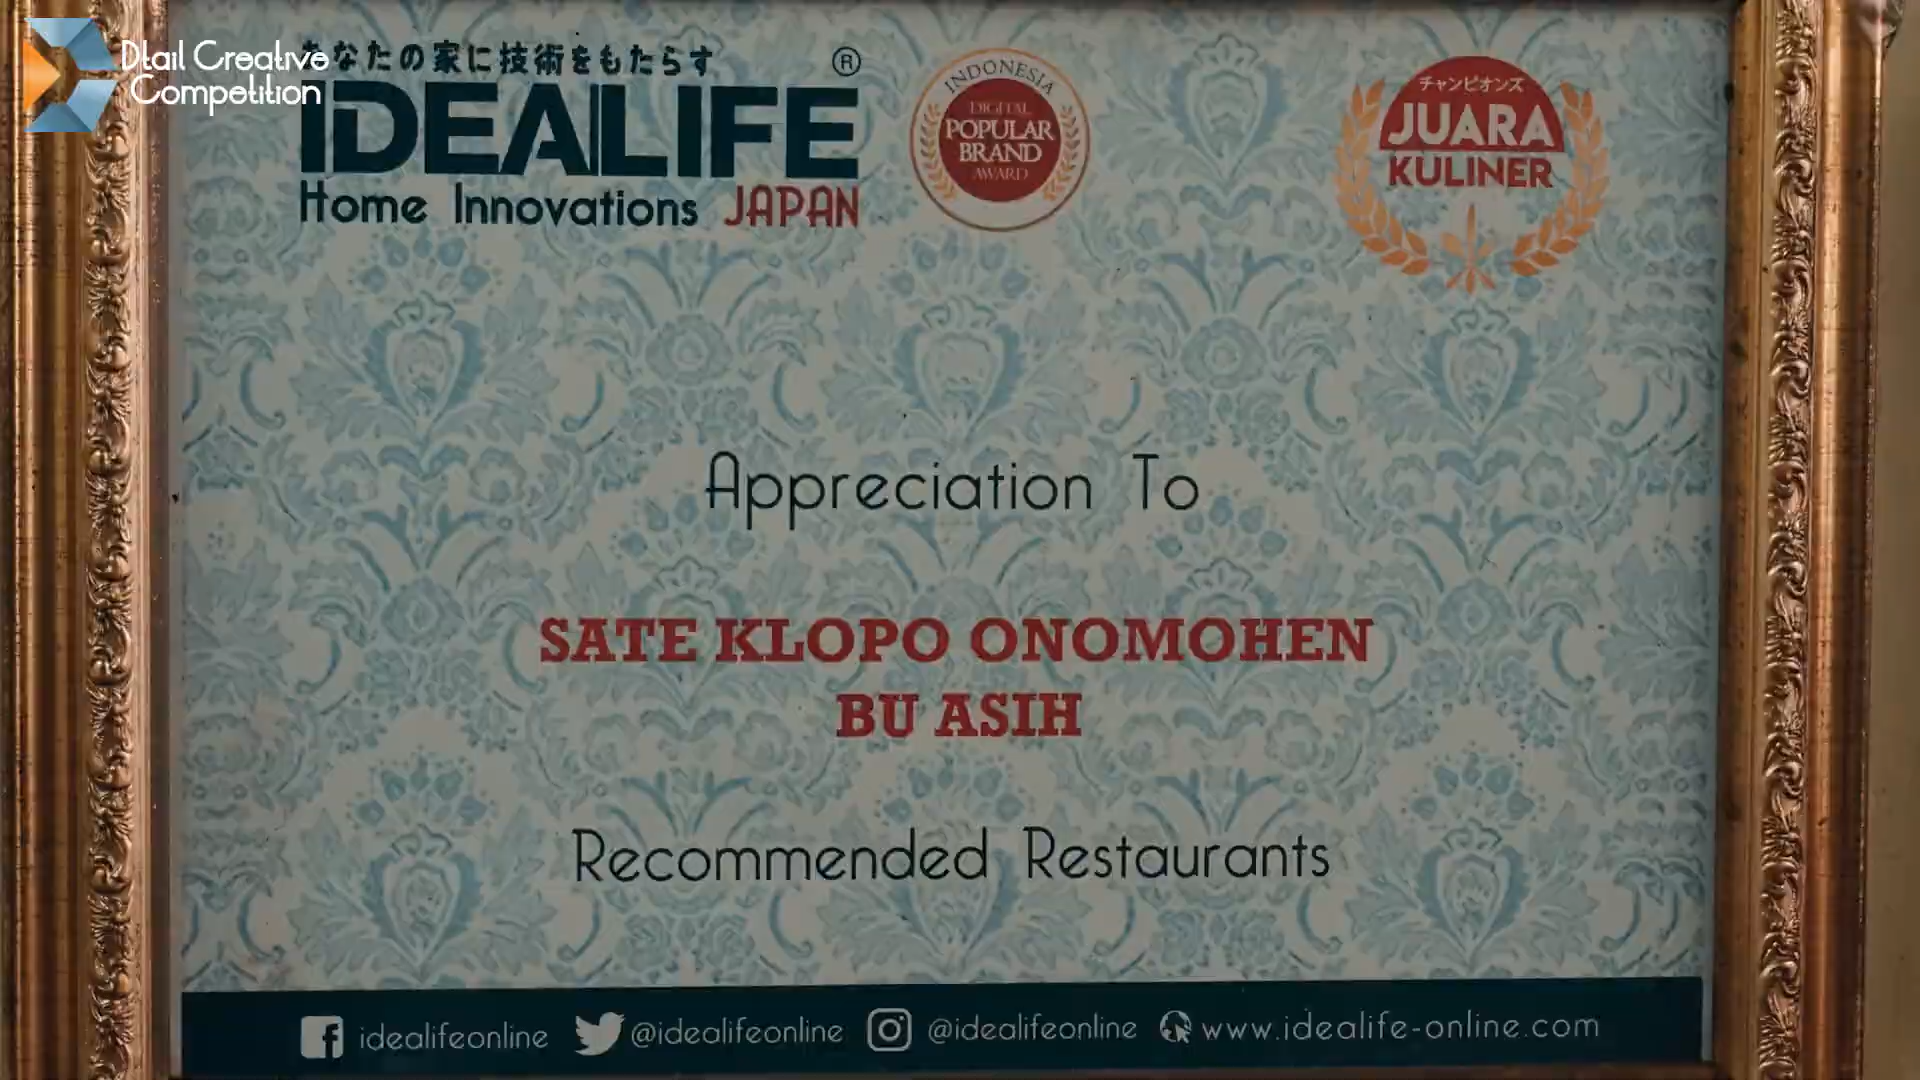 Dtail Creative
Competition
なたの家に技術をもたらす
®
IDEALIFE
Home Innovations JAPAN
INDONESIA
DIGITAL
POPULAR
BRAND
AWARD
チャンピオンズ
JUARA
KULINER
Appreciation To
SATE KLOPO ONOMOHEN
BU ASIH
Recommended Restaurants
idealifeonline @idealifeonline @idealifeonline www.idealife-online.com